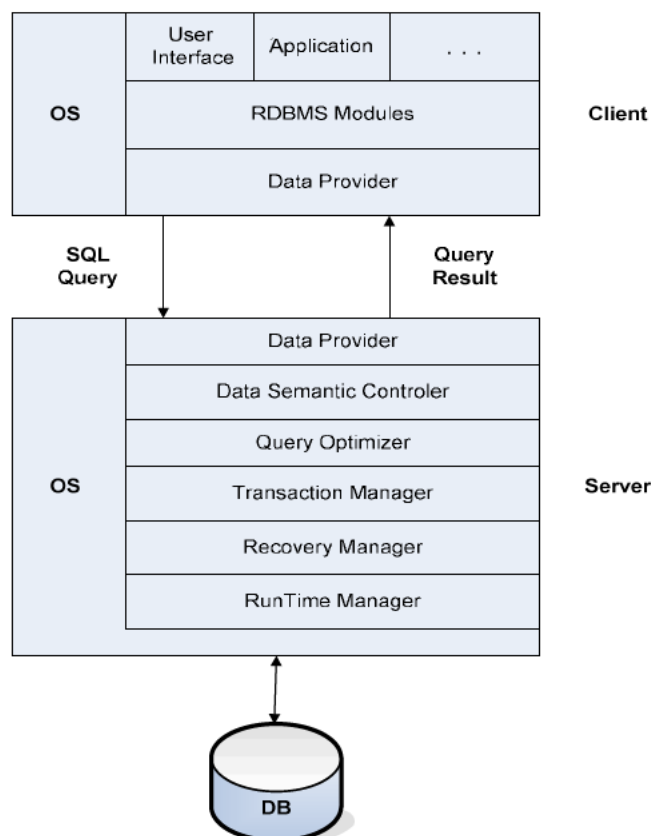 User
Interface
Application
. . .
OS
RDBMS Modules
Client
Data Provider
SQL
Query
Query
Result
Data Provider
Data Semantic Controler
Query Optimizer
OS
Transaction Manager
Server
Recovery Manager
RunTime Manager
DB